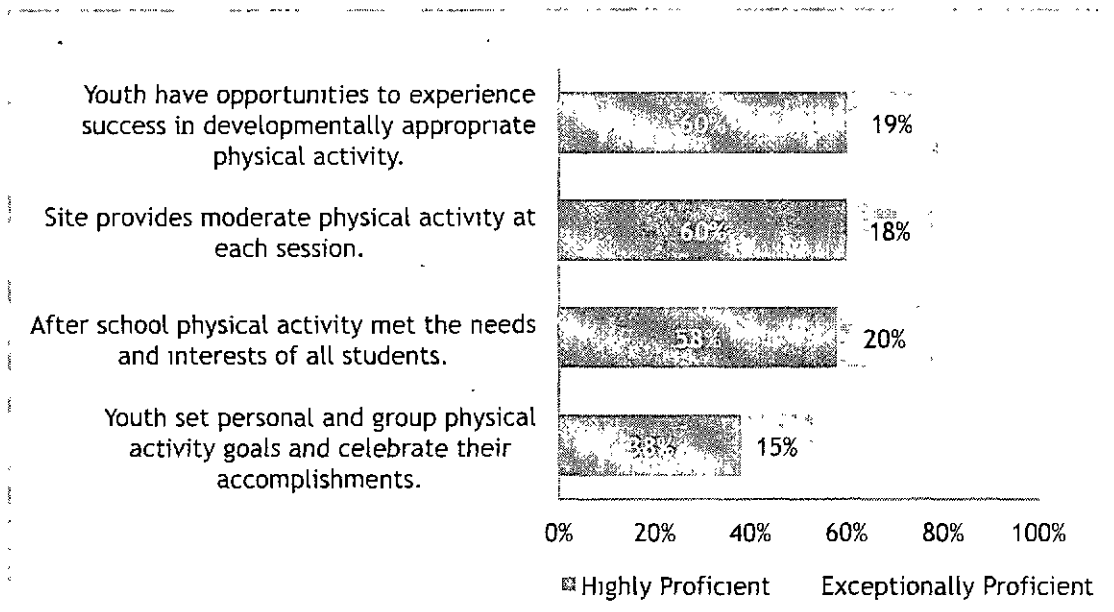 Youth have opportunities to experience
success in developmentally appropriate
physical activity.
60%
19%
Site provides moderate physical activity at
each session.
60%
18%
After school physical activity met the needs
and interests of all students.
58%
20%
Youth set personal and group physical
activity goals and celebrate their
accomplishments.
38%
15%
0% 20% 40% 60% 80% 100%
Highly Proficient Exceptionally Proficient